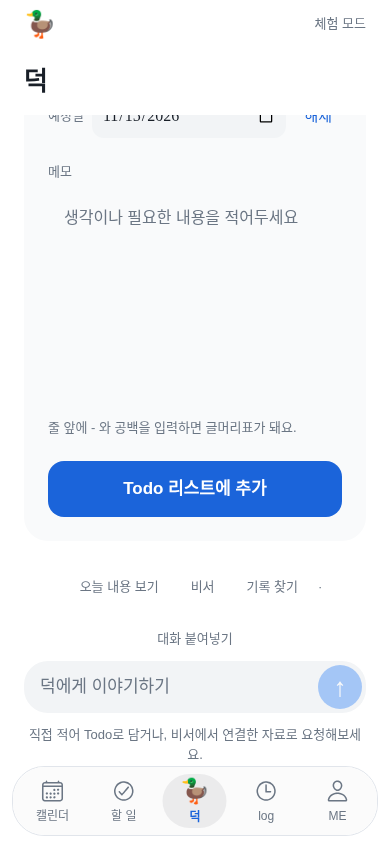 체험 모드
덕
예정일 11/15/2026 해제
메모
생각이나 필요한 내용을 적어두세요
줄 앞에 - 와 공백을 입력하면 글머리표가 돼요.
Todo 리스트에 추가
오늘 내용 보기 비서 기록 찾기 ·
대화 붙여넣기
덕에게 이야기하기 ↑
직접 적어 Todo로 담거나, 비서에서 연결한 자료로 요청해보세
요.
캘린더 할 일 덕 log ME